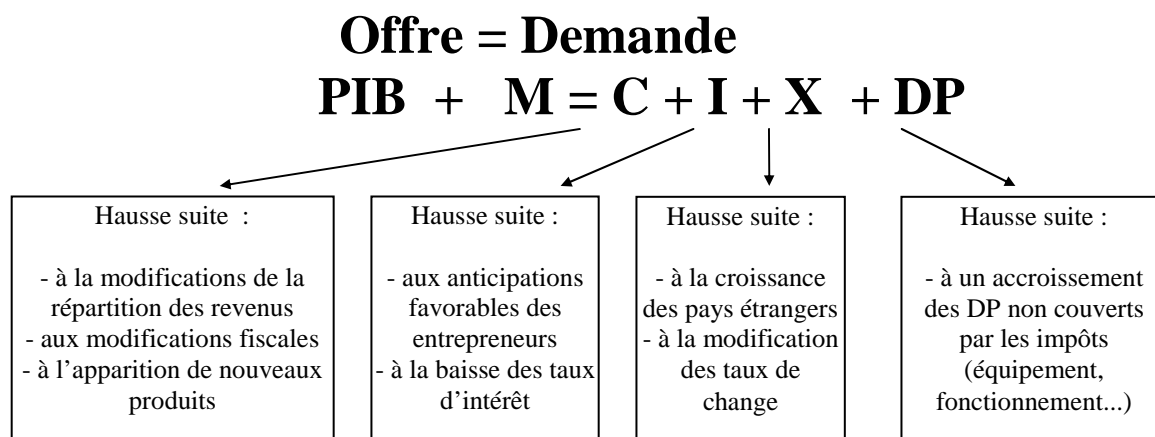 Offre = Demande
PIB + M = C + I + X + DP
Hausse suite :
- à la modifications de la
répartition des revenus
- aux modifications fiscales
- à l’apparition de nouveaux
produits
Hausse suite :
- aux anticipations
favorables des
entrepreneurs
- à la baisse des taux
d’intérêt
Hausse suite :
- à la croissance
des pays étrangers
- à la modification
des taux de
change
Hausse suite :
- à un accroissement
des DP non couverts
par les impôts
(équipement,
fonctionnement...)